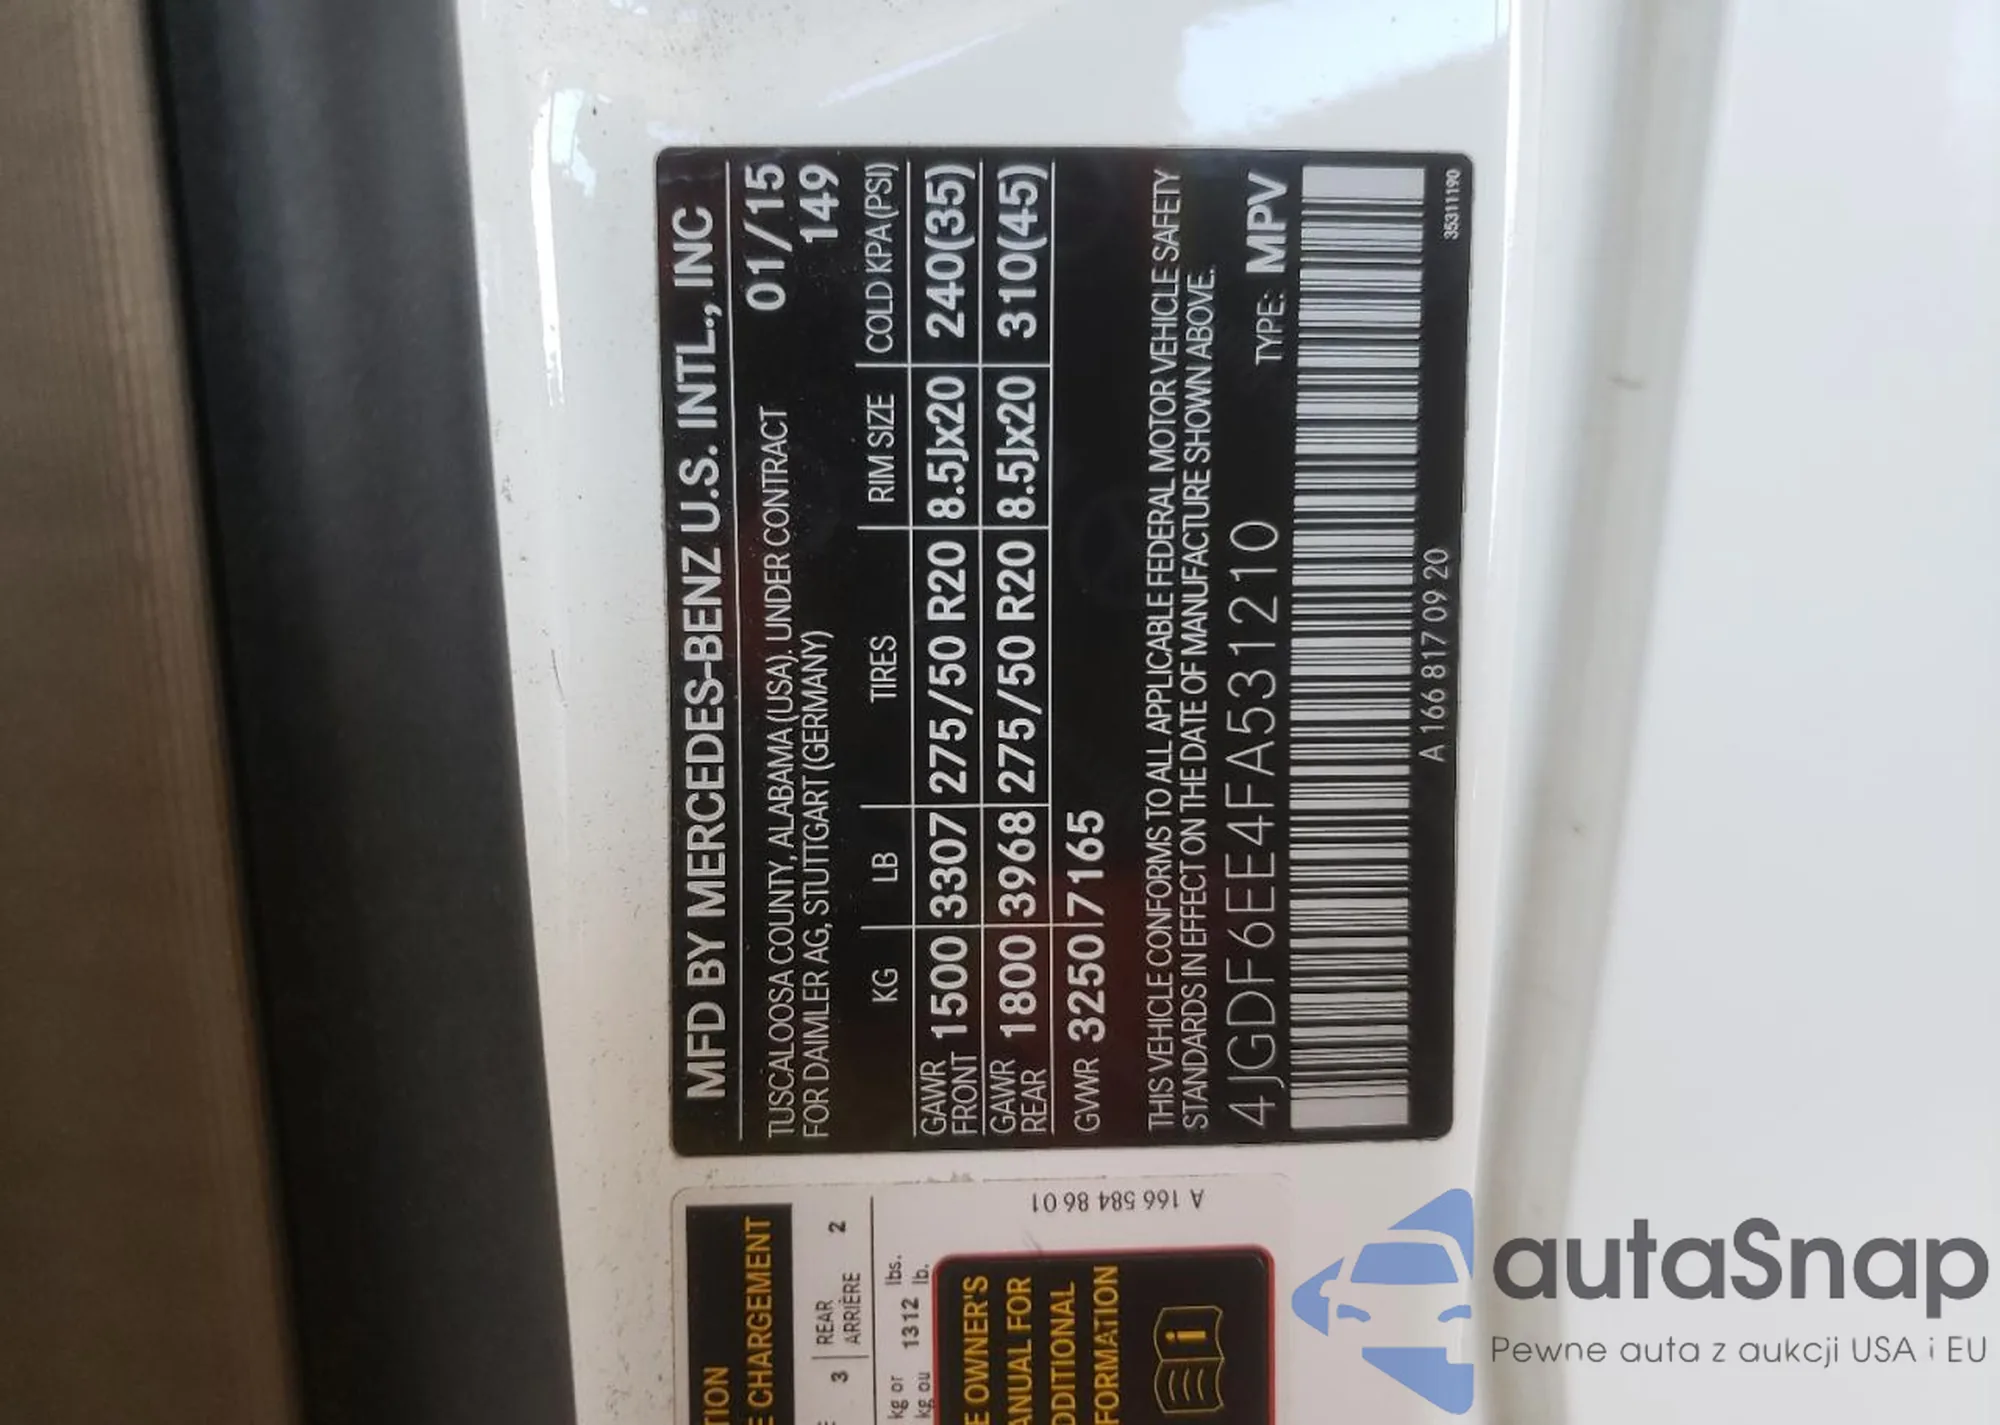 MFD BY MERCEDES-BENZ U.S. INTL., INC
TUSCALOOSA COUNTY, ALABAMA (USA). UNDER CONTRACT 01/15
FOR DAIMLER AG, STUTTGART (GERMANY) 149
KG LB TIRES RIM SIZE COLD KPA (PSI)
GAWR FRONT 1500 3307 275/50 R20 8.5Jx20 240(35)
GAWR REAR 1800 3968 275/50 R20 8.5Jx20 310(45)
GVWR 3250 7165
THIS VEHICLE CONFORMS TO ALL APPLICABLE FEDERAL MOTOR VEHICLE SAFETY
STANDARDS IN EFFECT ON THE DATE OF MANUFACTURE SHOWN ABOVE.
4JGDF6EE4FA531210 TYPE: MPV
A 166 817 09 20
35311190
CHARGEMENT
3 REAR 2
ARRIÈRE
kg or 1312 lbs.
kg ou lb.
A 166 584 86 01
OWNER'S
FOR
autaSnap
Pewne auta z aukcji USA i EU